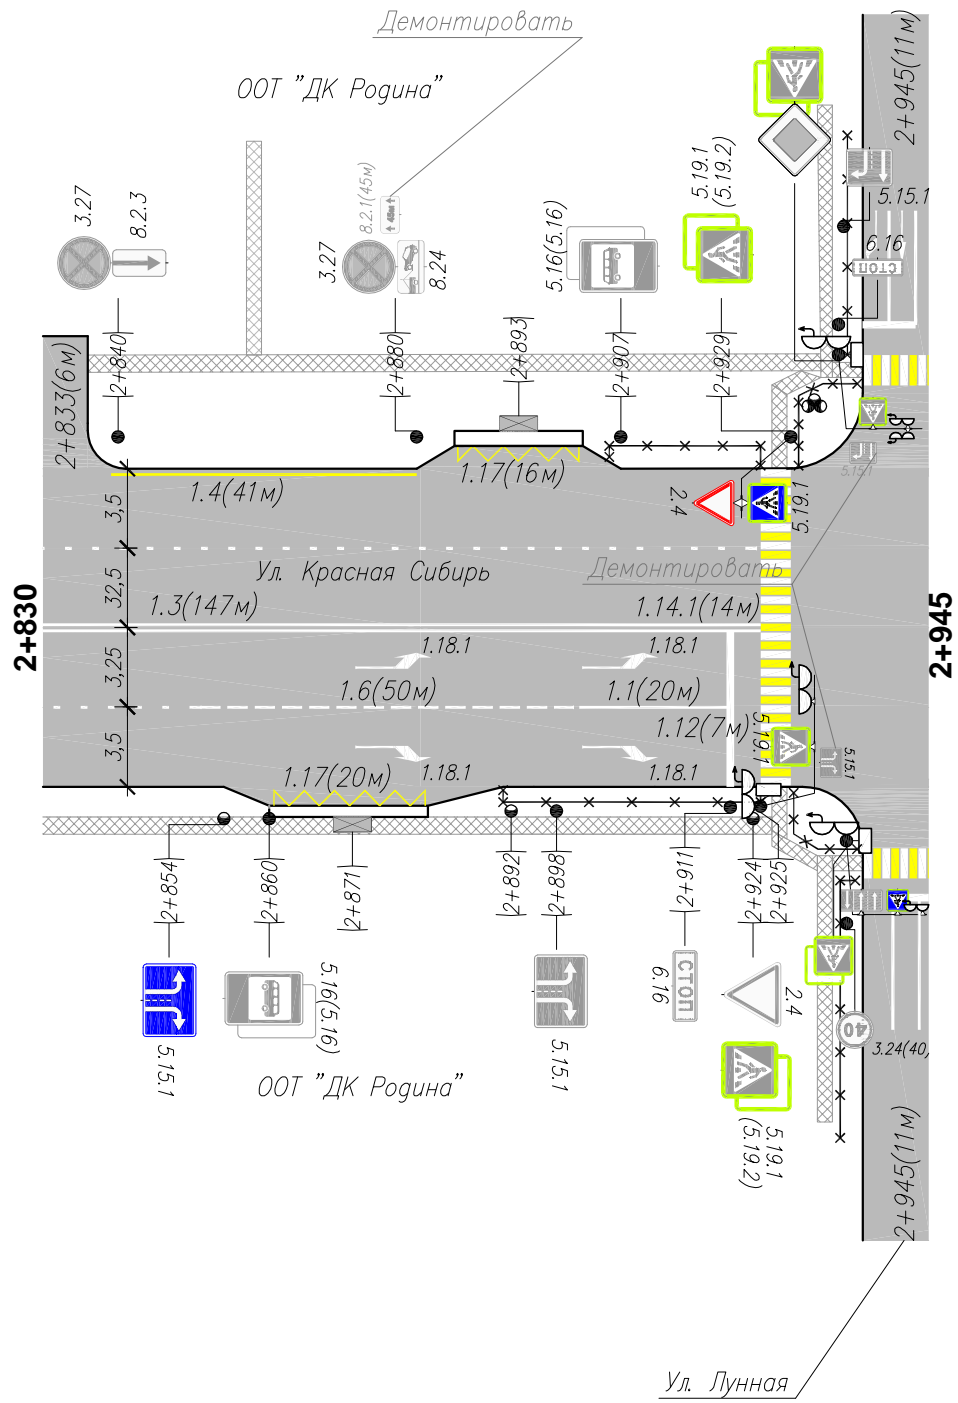 Демонтировать
ООТ "ДК Родина"
2+945(11м)
3.27
8.2.3
3.27
8.2.1(45м)
45м
8.24
5.16(5.16)
5.19.1
(5.19.2)
5.15.1
6.16
СТОП
2+833(6м)
2+840
2+880
2+893
2+907
2+929
1.4(41м)
1.17(16м)
2.4
5.19.1
5.15.1
3,5
32,5
3,25
3,5
Ул. Красная Сибирь
Демонтировать
2+830
2+945
1.3(147м)
1.14.1(14м)
1.18.1
1.18.1
1.6(50м)
1.1(20м)
1.12(7м)
5.19.1
5.15.1
1.17(20м)
1.18.1
1.18.1
2+854
2+860
2+871
2+892
2+898
2+911
2+924
2+925
5.15.1
5.16(5.16)
5.15.1
СТОП
6.16
2.4
5.19.1
(5.19.2)
40
3.24(40)
ООТ "ДК Родина"
2+945(11м)
Ул. Лунная